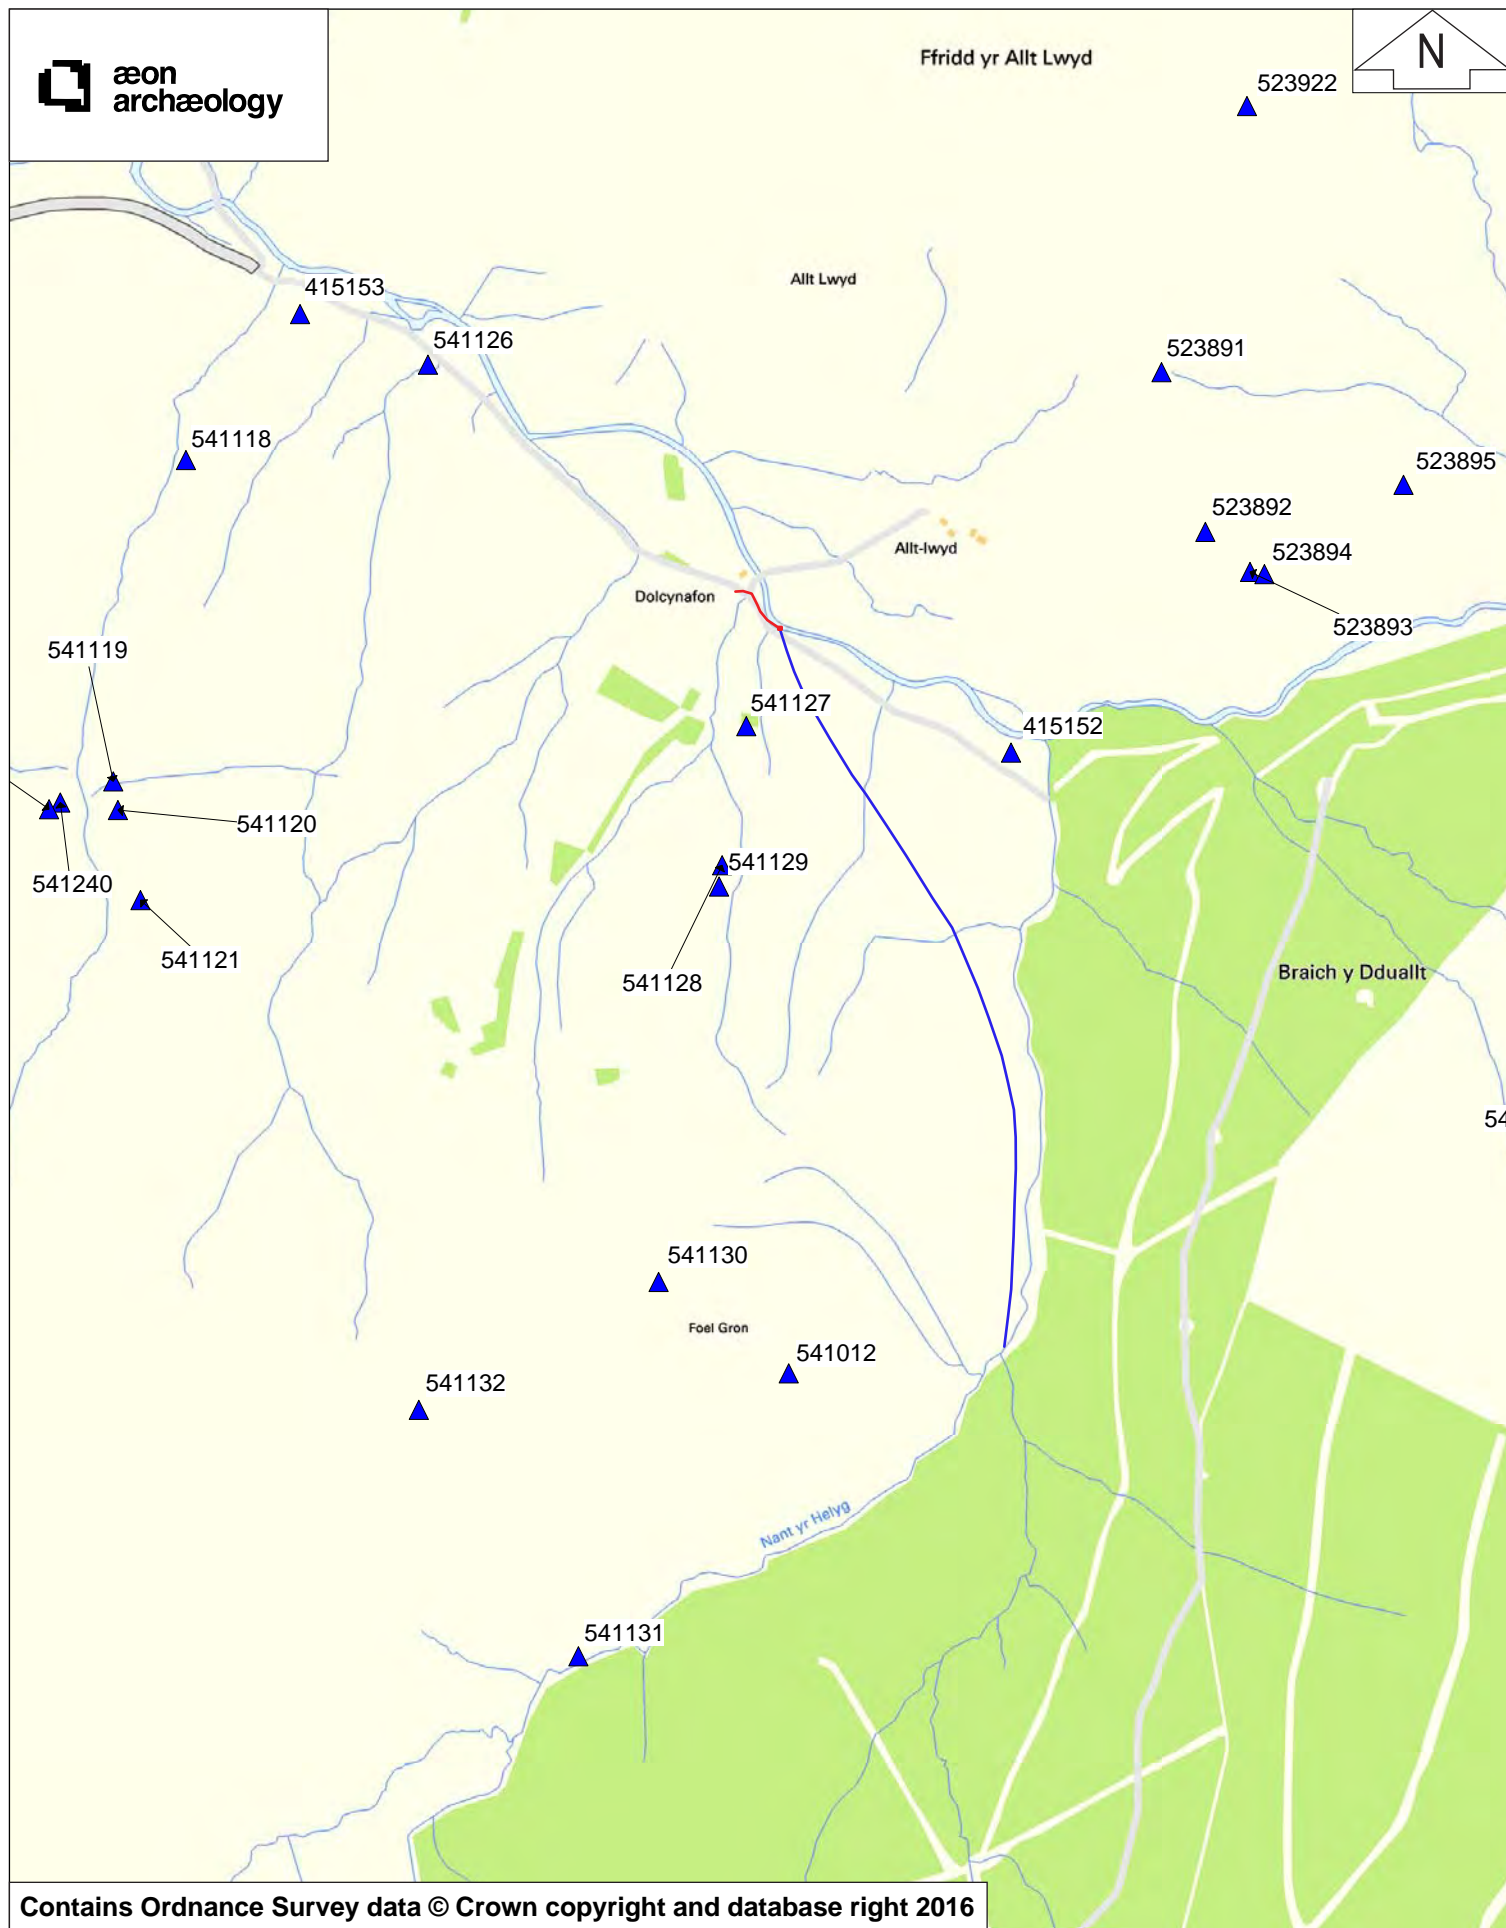 æon
archæology
Ffridd yr Allt Lwyd
N
523922
Allt Lwyd
415153
541126
523891
541118
523895
523892
Allt-lwyd
523894
Dolcynafon
523893
541119
541127
415152
541120
541129
541240
541121
541128
Braich y Dduallt
54
541130
Foel Gron
541012
541132
Nant yr Helyg
541131
Contains Ordnance Survey data © Crown copyright and database right 2016